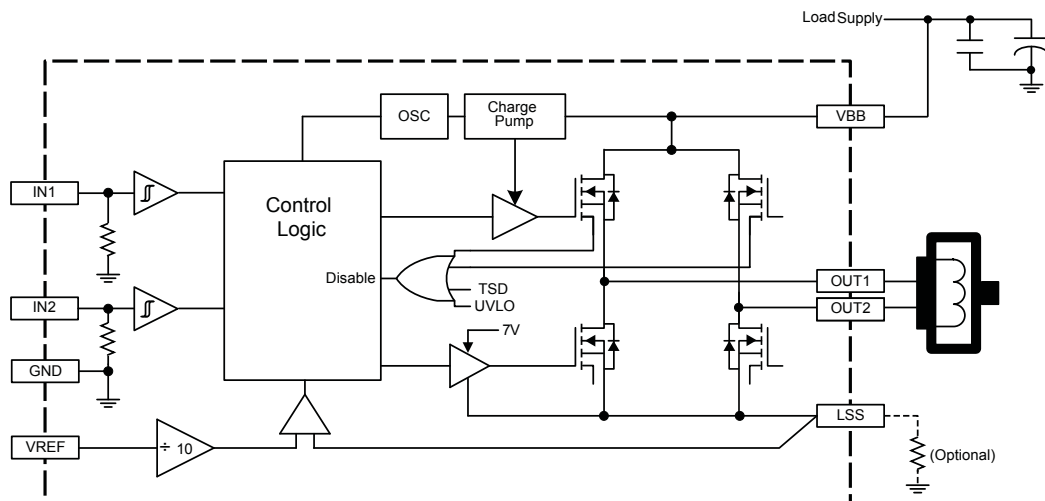 Load Supply
OSC
Charge
Pump
VBB
IN1
Control
Logic
Disable
TSD
UVLO
OUT1
IN2
OUT2
7V
GND
LSS
VREF
÷ 10
(Optional)